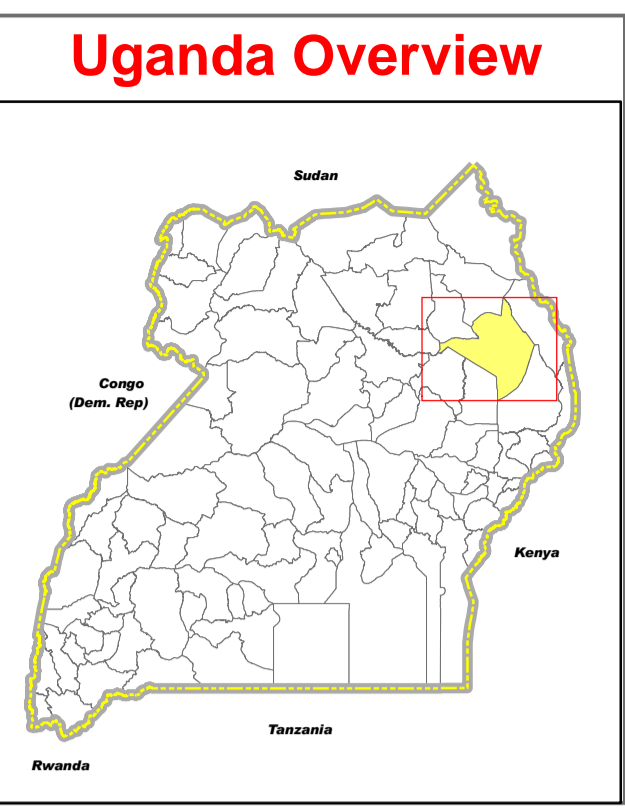 Uganda Overview
Sudan
Congo
(Dem. Rep)
Kenya
Tanzania
Rwanda